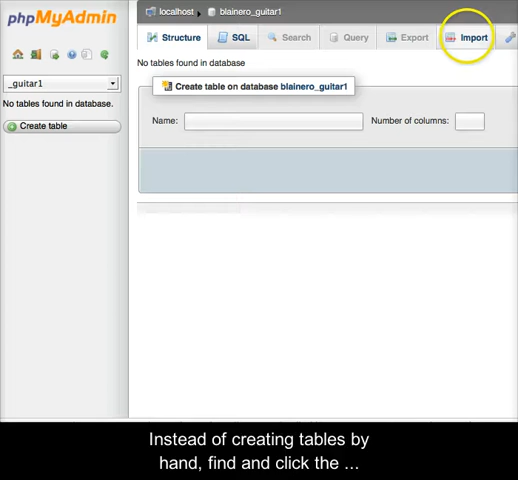 phpMyAdmin
localhost
blainero_guitar1
Structure
SQL
Search
Query
Export
Import
_guitar1
No tables found in database
No tables found in database.
Create table on database blainero_guitar1
Create table
Name:
Number of columns:
Instead of creating tables by
hand, find and click the ...